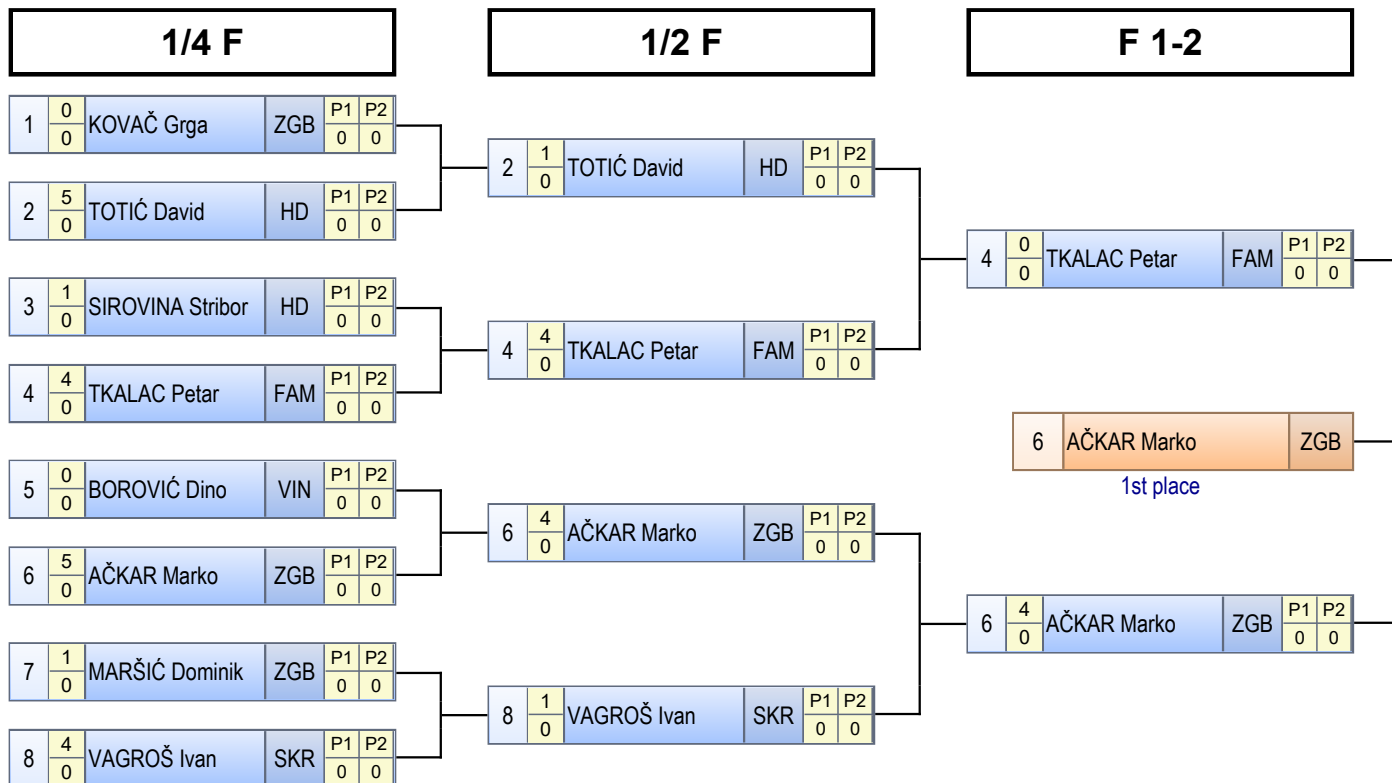 1/4 F
1/2 F
F 1-2
1 0 0 KOVAČ Grga ZGB P1 P2 0 0
2 5 0 TOTIĆ David HD P1 P2 0 0
3 1 0 SIROVINA Stribor HD P1 P2 0 0
4 4 0 TKALAC Petar FAM P1 P2 0 0
5 0 0 BOROVIĆ Dino VIN P1 P2 0 0
6 5 0 AČKAR Marko ZGB P1 P2 0 0
7 1 0 MARŠIĆ Dominik ZGB P1 P2 0 0
8 4 0 VAGROŠ Ivan SKR P1 P2 0 0
2 1 0 TOTIĆ David HD P1 P2 0 0
4 4 0 TKALAC Petar FAM P1 P2 0 0
6 4 0 AČKAR Marko ZGB P1 P2 0 0
8 1 0 VAGROŠ Ivan SKR P1 P2 0 0
4 0 0 TKALAC Petar FAM P1 P2 0 0
6 AČKAR Marko ZGB
1st place
6 4 0 AČKAR Marko ZGB P1 P2 0 0